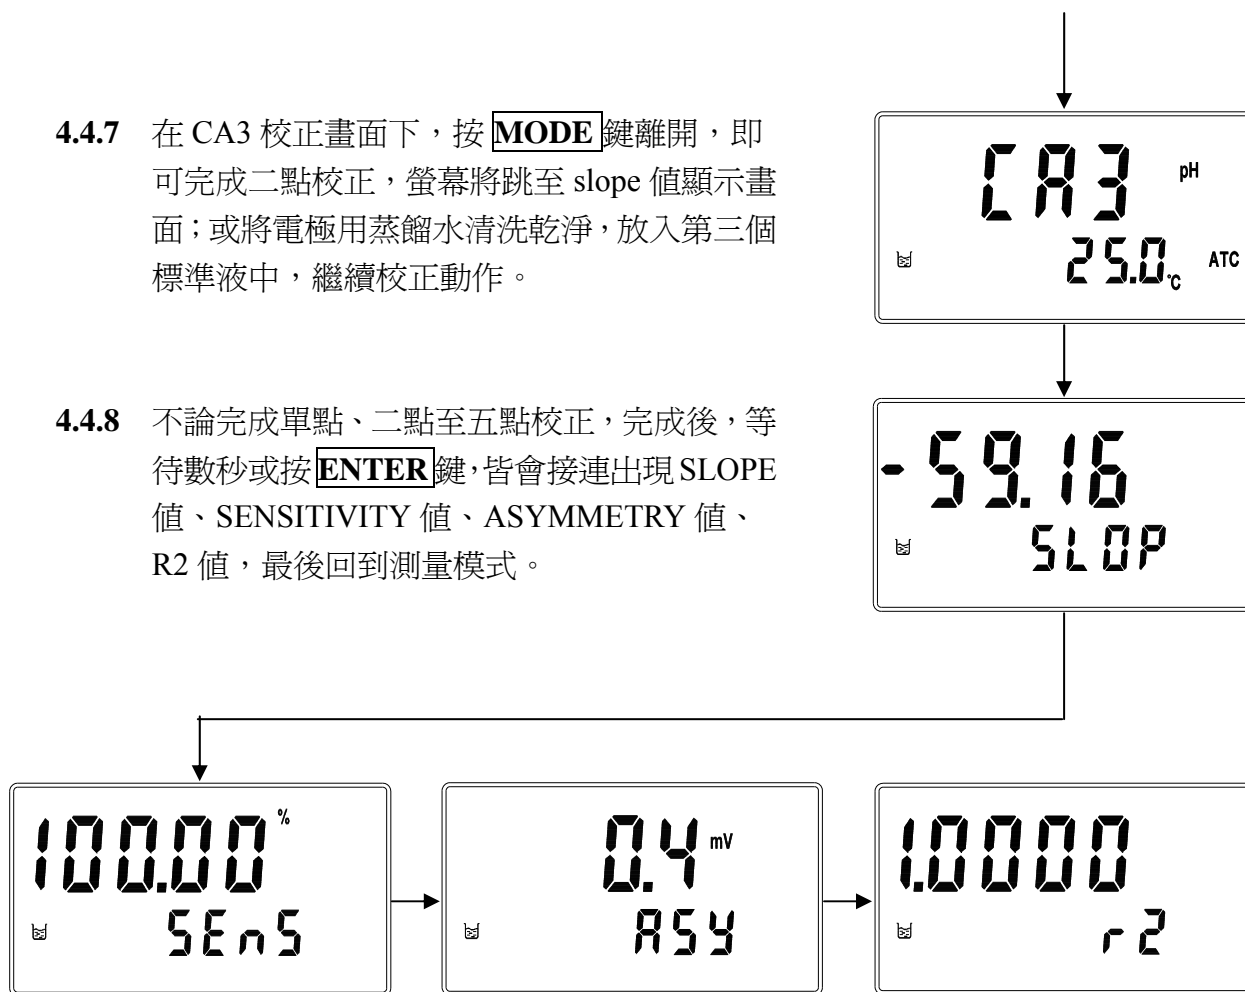 4.4.7 在 CA3 校正畫面下，按 MODE 鍵離開，即
可完成二點校正，螢幕將跳至 slope 值顯示畫
面；或將電極用蒸餾水清洗乾淨，放入第三個
標準液中，繼續校正動作。
CA3 pH
25.0 °C ATC
4.4.8 不論完成單點、二點至五點校正，完成後，等
待數秒或按 ENTER 鍵，皆會接連出現 SLOPE
值、SENSITIVITY 值、ASYMMETRY 值、
R2 值，最後回到測量模式。
-59.16
SLOP
100.00 %
SEnS
0.4 mV
ASY
1.0000
r2